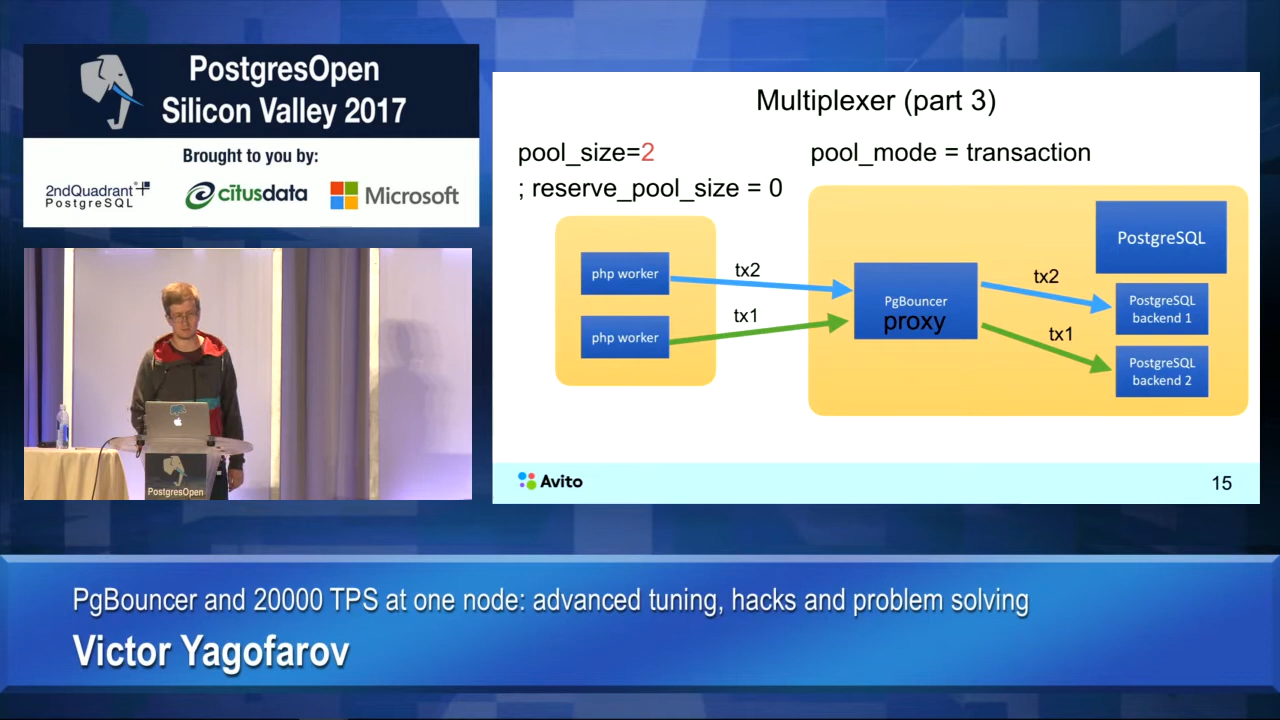 PostgresOpen
Silicon Valley 2017
Brought to you by:
2ndQuadrant
PostgreSQL
citusdata
Microsoft
PostgresOpen
Multiplexer (part 3)
pool_size=2
; reserve_pool_size = 0
pool_mode = transaction
php worker
php worker
tx2
tx1
PgBouncer
proxy
tx2
tx1
PostgreSQL
PostgreSQL
backend 1
PostgreSQL
backend 2
Avito
15
PgBouncer and 20000 TPS at one node: advanced tuning, hacks and problem solving
Victor Yagofarov